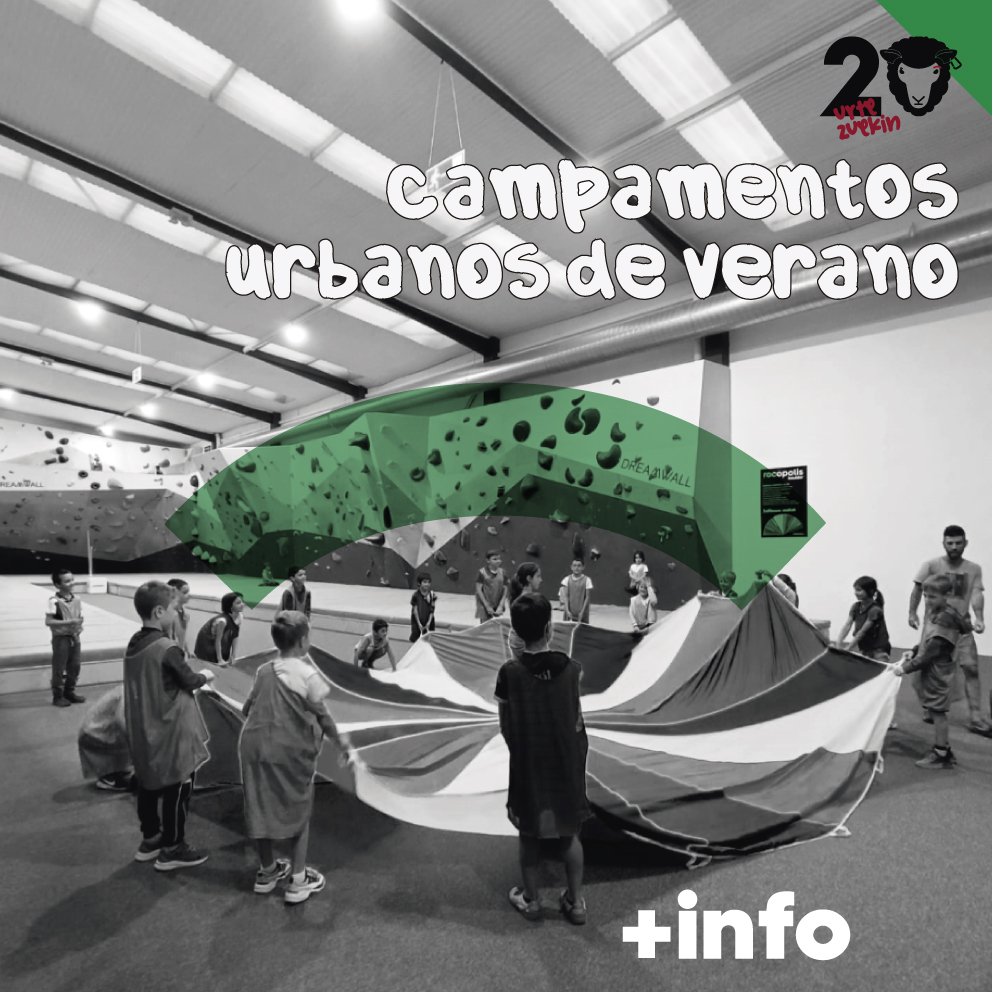 20
urte
zuekin
campamentos
urbanos de verano
DREAMWALL
rocopolis
DREAMWALL
+info